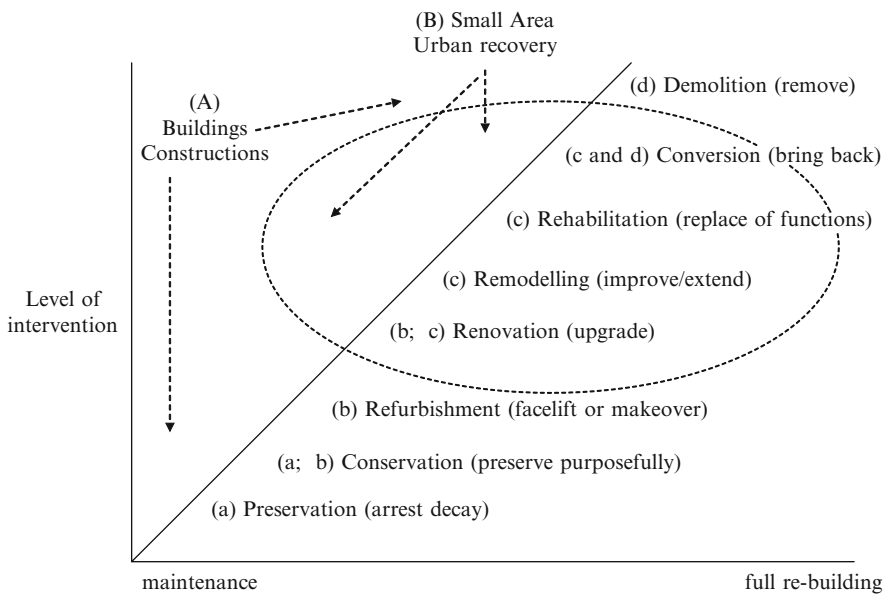 (B) Small Area
Urban recovery
(A)
Buildings
Constructions
(d) Demolition (remove)
(c and d) Conversion (bring back)
(c) Rehabilitation (replace of functions)
(c) Remodelling (improve/extend)
Level of
intervention
(b; c) Renovation (upgrade)
(b) Refurbishment (facelift or makeover)
(a; b) Conservation (preserve purposefully)
(a) Preservation (arrest decay)
maintenance
full re-building